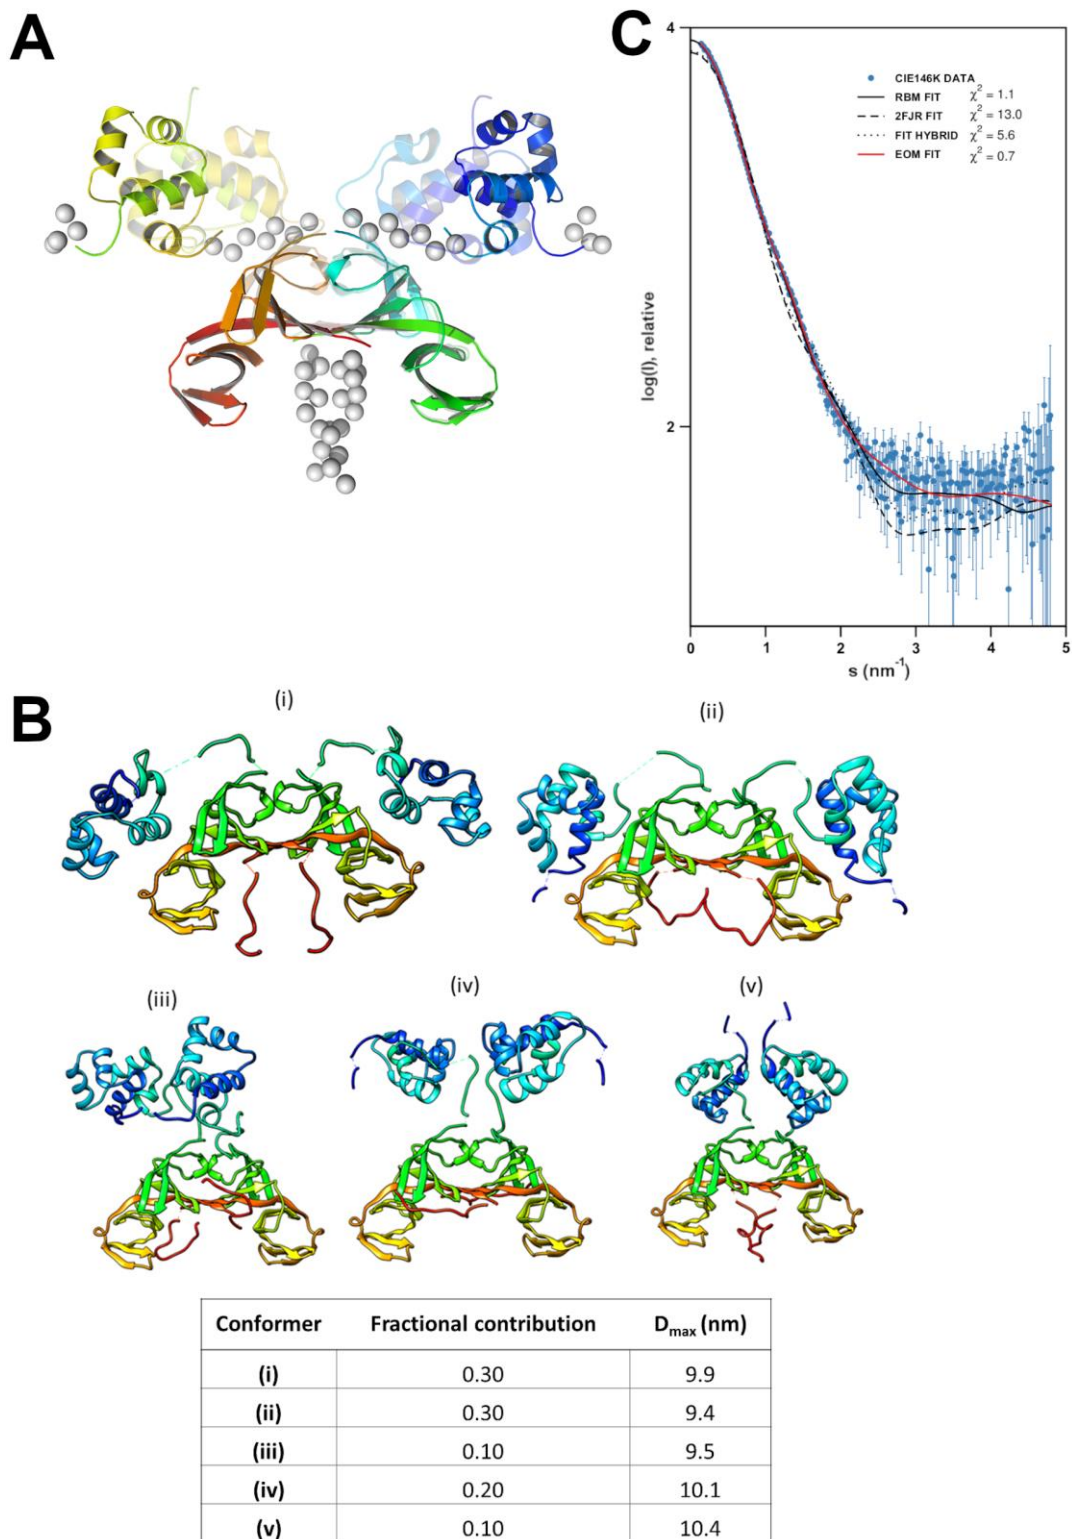 A
C
4
CIE146K DATA
RBM FIT χ² = 1.1
2FJR FIT χ² = 13.0
FIT HYBRID χ² = 5.6
EOM FIT χ² = 0.7
log(I), relative
2
0 1 2 3 4 5
s (nm⁻¹)
B
(i)
(ii)
(iii)
(iv)
(v)
Conformer Fractional contribution Dmax (nm)
(i) 0.30 9.9
(ii) 0.30 9.4
(iii) 0.10 9.5
(iv) 0.20 10.1
(v) 0.10 10.4